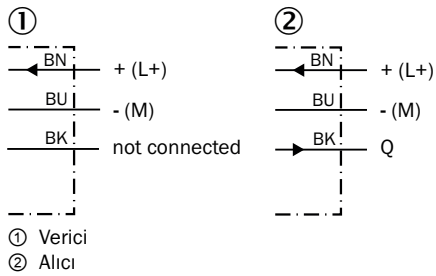 ① ②
BN + (L+) BN + (L+)
BU - (M) BU - (M)
BK not connected BK Q
① Verici
② Alıcı